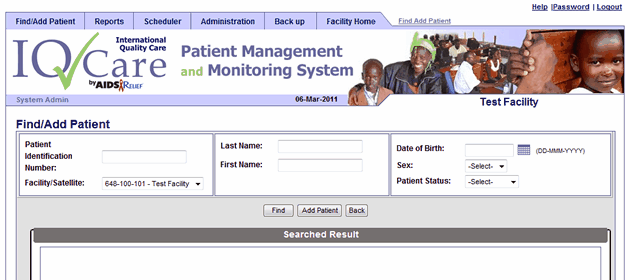 Help |Password | Logout
Find/Add Patient Reports Scheduler Administration Back up Facility Home Find Add Patient
International
Quality Care
IQCare
by AIDSRELIEF
Patient Management
and Monitoring System
System Admin 06-Mar-2011 Test Facility
Find/Add Patient
Patient Identification Number:
Last Name:
First Name:
Date of Birth: (DD-MMM-YYYY)
Sex: -Select-
Facility/Satellite: 648-100-101 - Test Facility
Patient Status: -Select-
Find Add Patient Back
Searched Result